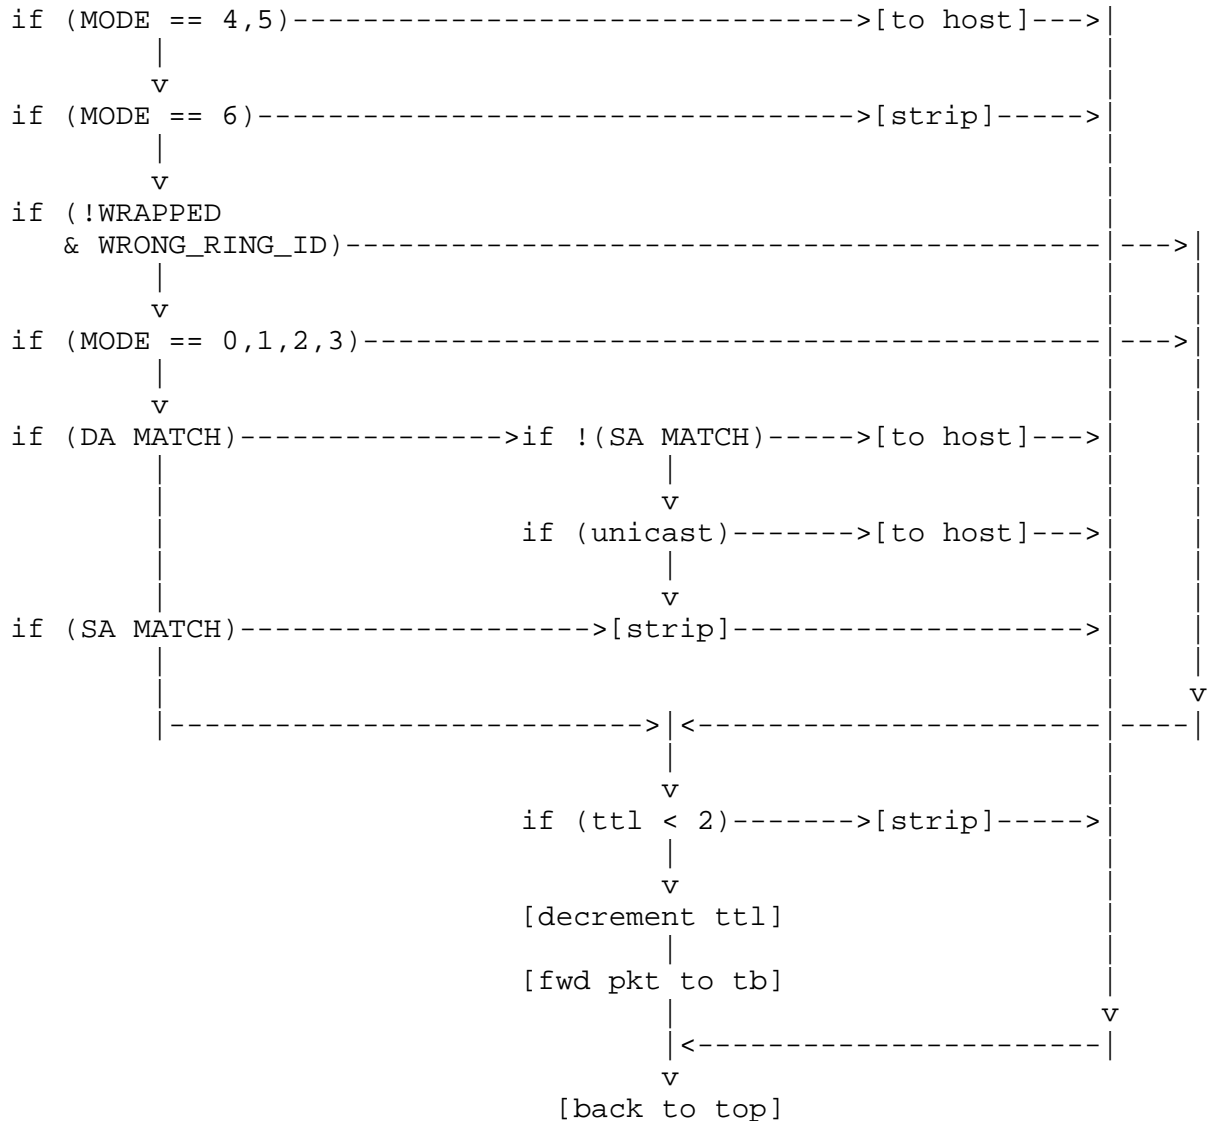 if (MODE == 4,5)-------------------------------->[to host]--->|
|
v
if (MODE == 6)---------------------------------->[strip]----->|
|
v
if (!WRAPPED
& WRONG_RING_ID)-------------------------------------------|--->|
|
v
if (MODE == 0,1,2,3)------------------------------------------|--->|
|
v
if (DA MATCH)--------------->if !(SA MATCH)----->[to host]--->|
|
v
if (unicast)------->[to host]--->|
|
v
if (SA MATCH)-------------------->[strip]-------------------->|
|
v
|--------------------------->|<-----------------------|----|
|
v
if (ttl < 2)------->[strip]----->|
|
v
[decrement ttl]
|
[fwd pkt to tb]
|
v
|<-----------------------|
v
[back to top]